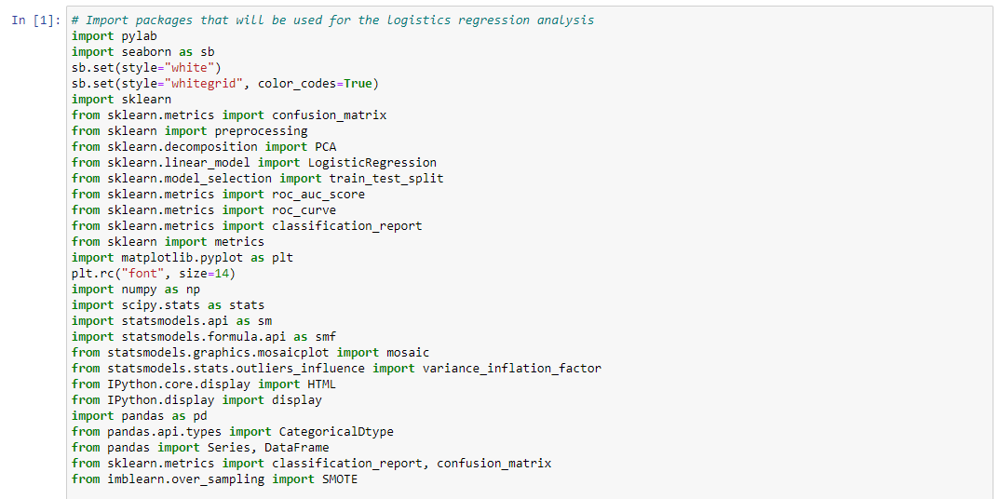 In [1]: # Import packages that will be used for the logistics regression analysis
import pylab
import seaborn as sb
sb.set(style="white")
sb.set(style="whitegrid", color_codes=True)
import sklearn
from sklearn.metrics import confusion_matrix
from sklearn import preprocessing
from sklearn.decomposition import PCA
from sklearn.linear_model import LogisticRegression
from sklearn.model_selection import train_test_split
from sklearn.metrics import roc_auc_score
from sklearn.metrics import roc_curve
from sklearn.metrics import classification_report
from sklearn import metrics
import matplotlib.pyplot as plt
plt.rc("font", size=14)
import numpy as np
import scipy.stats as stats
import statsmodels.api as sm
import statsmodels.formula.api as smf
from statsmodels.graphics.mosaicplot import mosaic
from statsmodels.stats.outliers_influence import variance_inflation_factor
from IPython.core.display import HTML
from IPython.display import display
import pandas as pd
from pandas.api.types import CategoricalDtype
from pandas import Series, DataFrame
from sklearn.metrics import classification_report, confusion_matrix
from imblearn.over_sampling import SMOTE